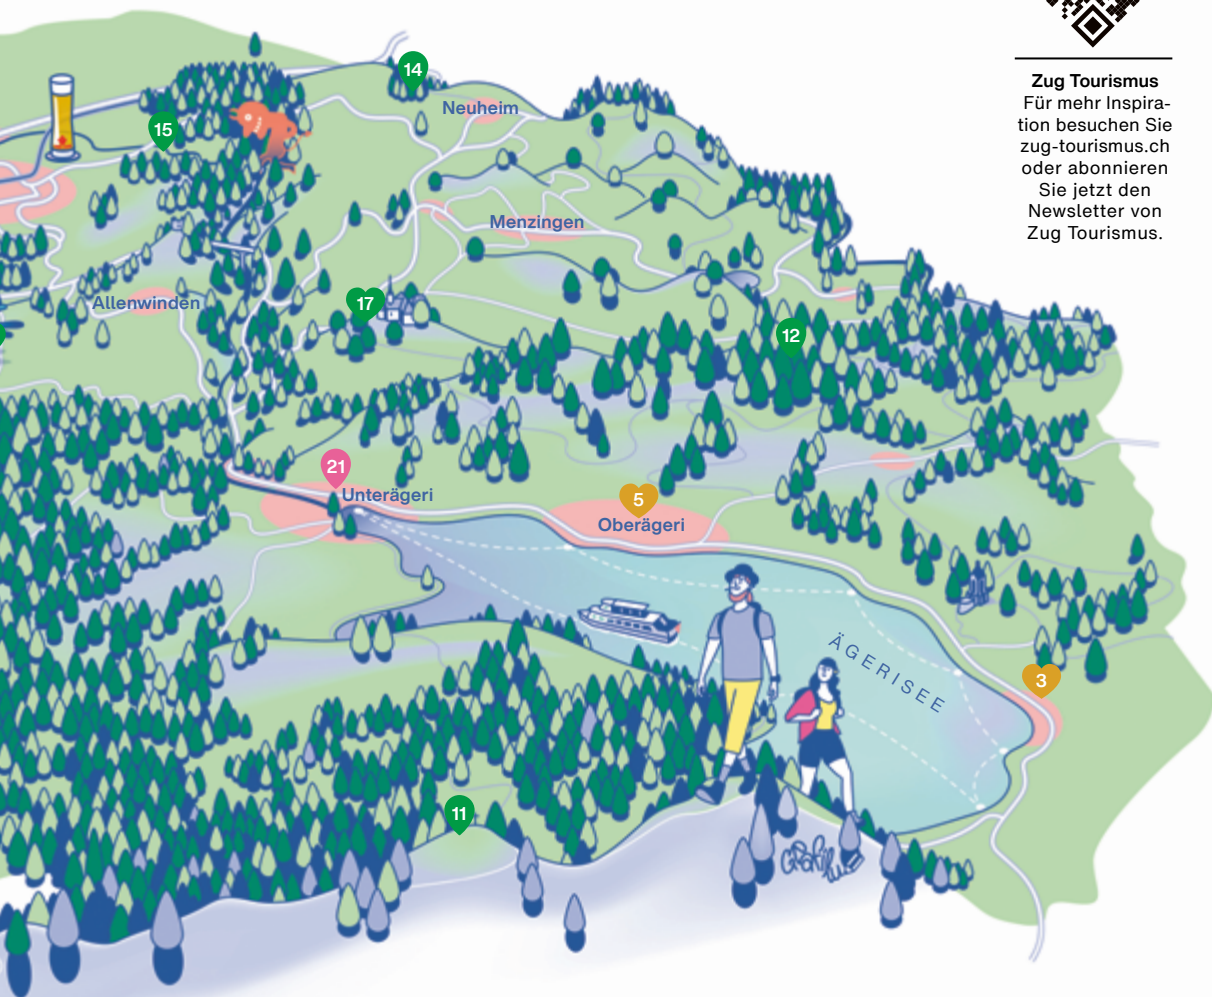 Zug Tourismus
Für mehr Inspira-
tion besuchen Sie
zug-tourismus.ch
oder abonnieren
Sie jetzt den
Newsletter von
Zug Tourismus.
14
Neuheim
15
Menzingen
Allenwinden
17
12
21
Unterägeri
5
Oberägeri
ÄGERISEE
3
11